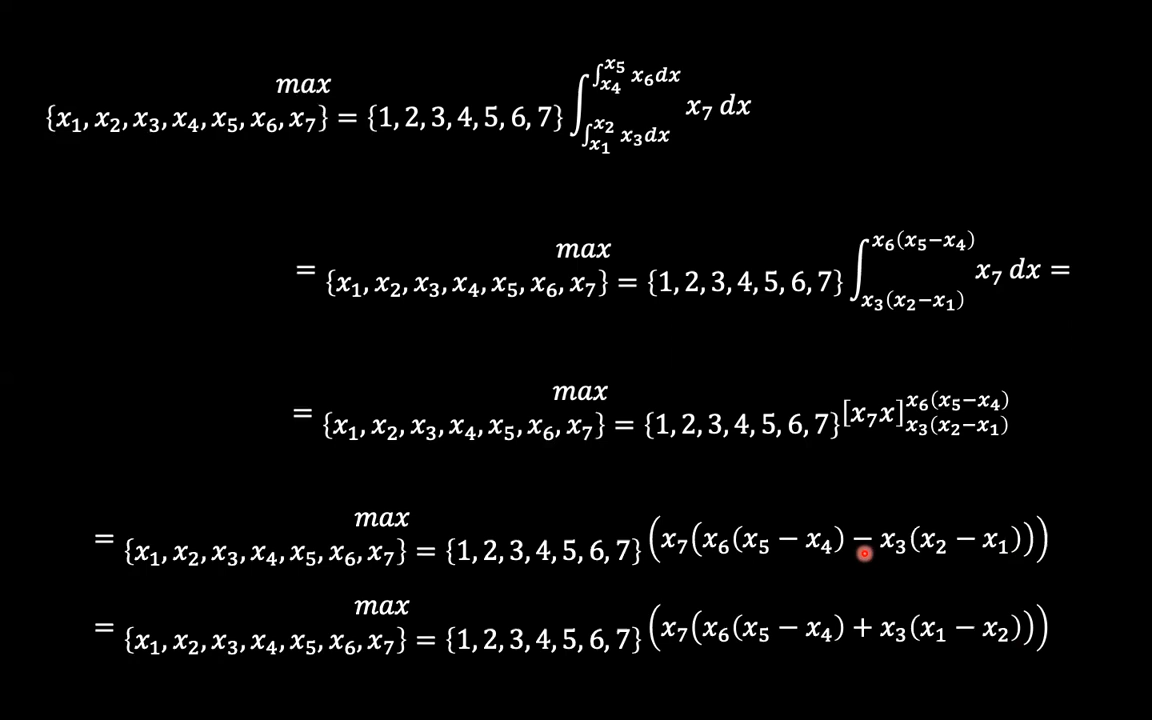 max
{x₁, x₂, x₃, x₄, x₅, x₆, x₇} = {1, 2, 3, 4, 5, 6, 7} ∫_{∫_{x₁}^{x₂} x₃dx}^{∫_{x₄}^{x₅} x₆dx} x₇ dx
max
= {x₁, x₂, x₃, x₄, x₅, x₆, x₇} = {1, 2, 3, 4, 5, 6, 7} ∫_{x₃(x₂−x₁)}^{x₆(x₅−x₄)} x₇ dx =
max
= {x₁, x₂, x₃, x₄, x₅, x₆, x₇} = {1, 2, 3, 4, 5, 6, 7} [x₇x]_{x₃(x₂−x₁)}^{x₆(x₅−x₄)}
max
= {x₁, x₂, x₃, x₄, x₅, x₆, x₇} = {1, 2, 3, 4, 5, 6, 7} (x₇(x₆(x₅ − x₄) − x₃(x₂ − x₁)))
max
= {x₁, x₂, x₃, x₄, x₅, x₆, x₇} = {1, 2, 3, 4, 5, 6, 7} (x₇(x₆(x₅ − x₄) + x₃(x₁ − x₂)))